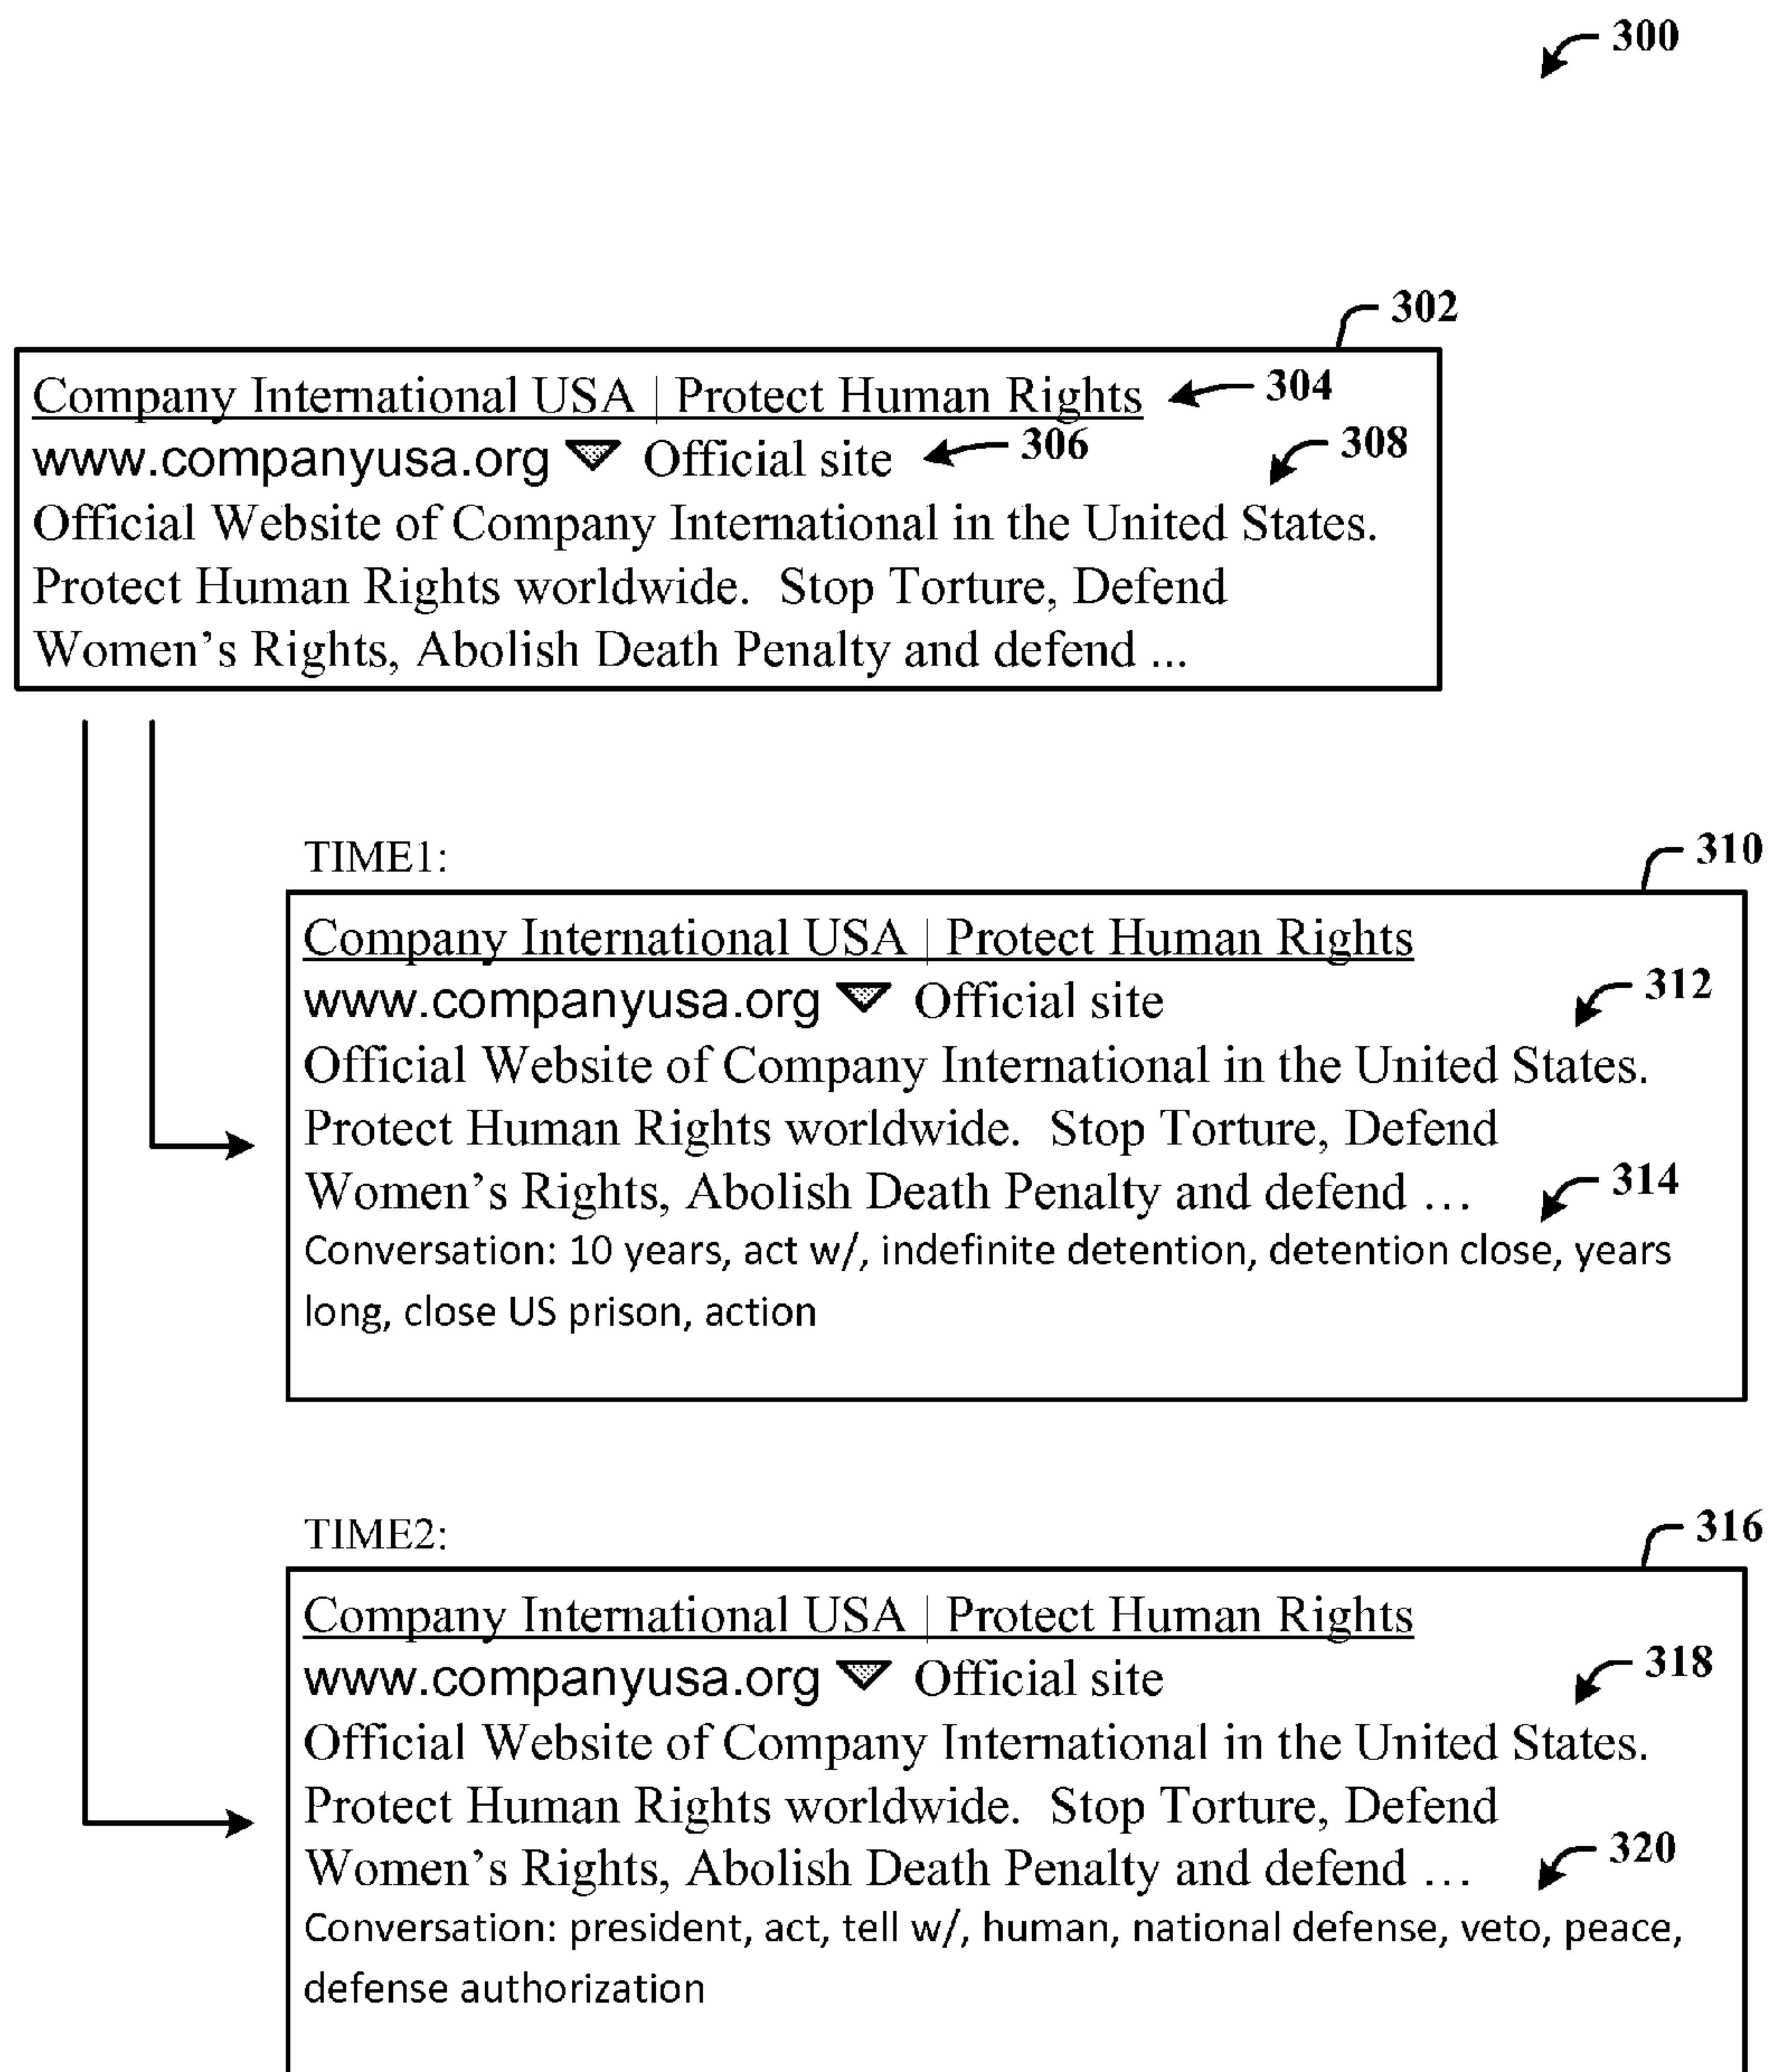 300
302
Company International USA | Protect Human Rights 304
www.companyusa.org Official site 306 308
Official Website of Company International in the United States.
Protect Human Rights worldwide.  Stop Torture, Defend
Women's Rights, Abolish Death Penalty and defend ...
TIME1:
310
Company International USA | Protect Human Rights
www.companyusa.org Official site 312
Official Website of Company International in the United States.
Protect Human Rights worldwide.  Stop Torture, Defend
Women's Rights, Abolish Death Penalty and defend ... 314
Conversation: 10 years, act w/, indefinite detention, detention close, years
long, close US prison, action
TIME2:
316
Company International USA | Protect Human Rights
www.companyusa.org Official site 318
Official Website of Company International in the United States.
Protect Human Rights worldwide.  Stop Torture, Defend
Women's Rights, Abolish Death Penalty and defend ... 320
Conversation: president, act, tell w/, human, national defense, veto, peace,
defense authorization